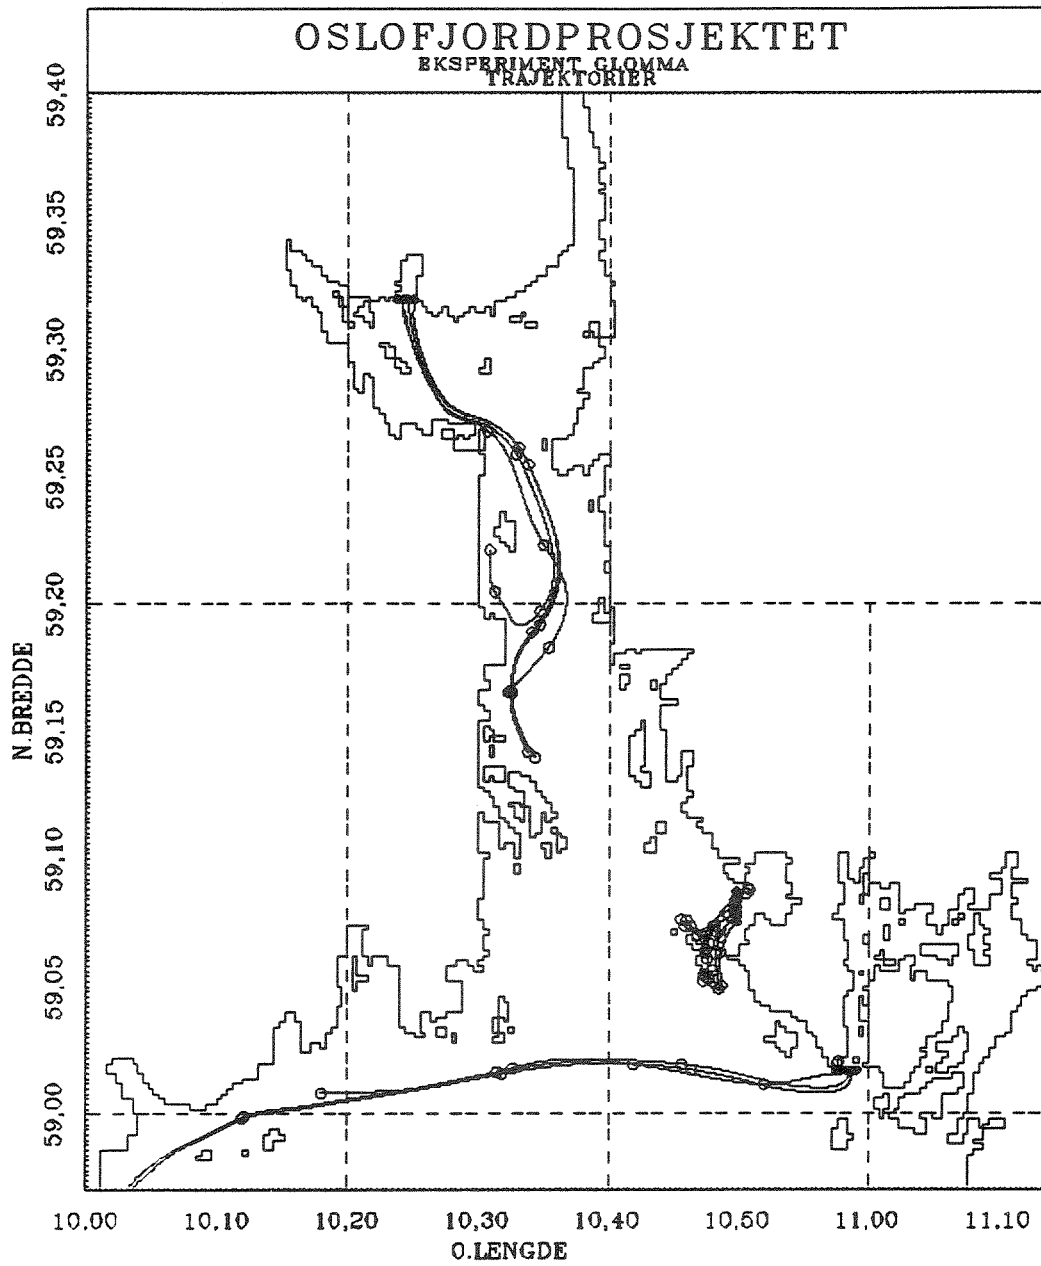 OSLOFJORDPROSJEKTET
EKSPERIMENT GLOMMA
TRAJEKTORIER
59,40
59,35
59,30
59,25
59,20
59,15
59,10
59,05
59,00
N.BREDDE
10.00 10,10 10,20 10,30 10,40 10,50 11,00 11.10
O.LENGDE